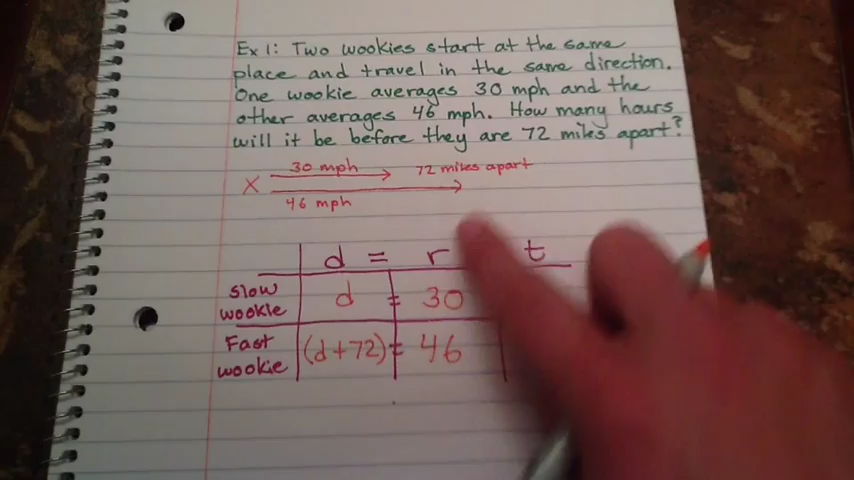 Ex 1: Two wookies start at the same
place and travel in the same direction.
One wookie averages 30 mph and the
other averages 46 mph. How many hours
will it be before they are 72 miles apart?
30 mph 72 miles apart
X
46 mph
d = r t
slow
wookie d = 30
Fast
wookie (d+72) = 46